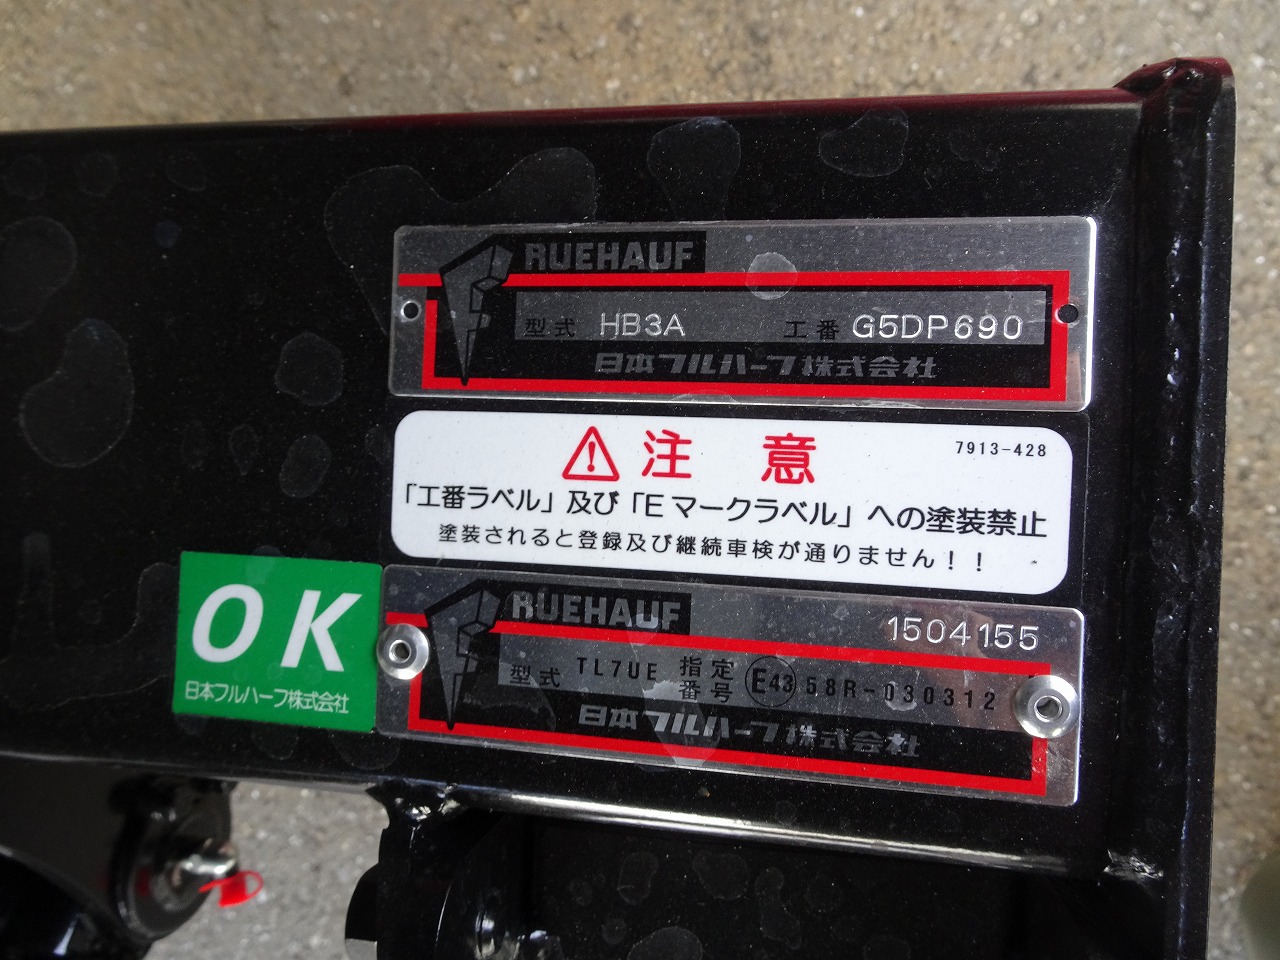 RUEHAUF
型式 HB3A 工番 G5DP690
日本フルハーフ株式会社
注意 7913-428
「工番ラベル」及び「Eマークラベル」への塗装禁止
塗装されると登録及び継続車検が通りません!!
OK
日本フルハーフ株式会社
RUEHAUF
1504155
型式 TL7UE 指定番号 E43 58R-030312
日本フルハーフ株式会社